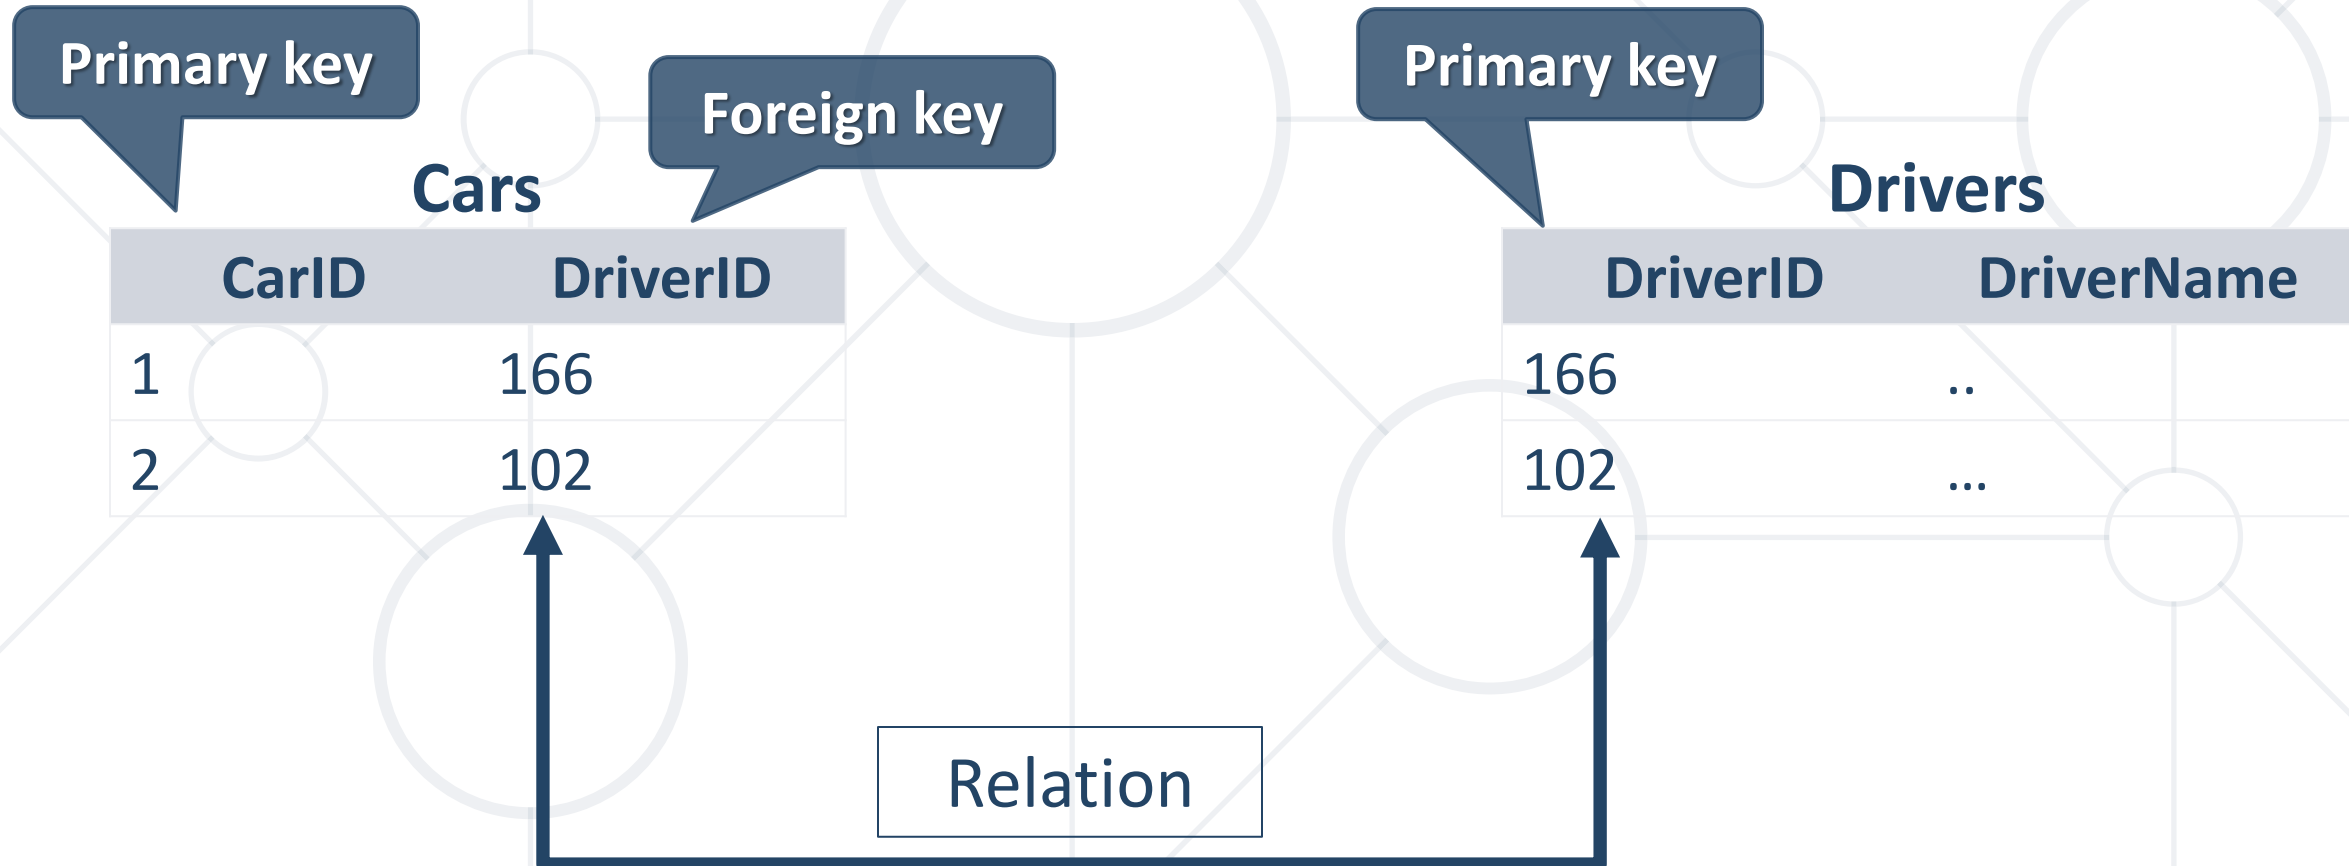 Primary key
Foreign key
Primary key
Cars
CarID DriverID
1 166
2 102
Drivers
DriverID DriverName
166 ..
102 ...
Relation